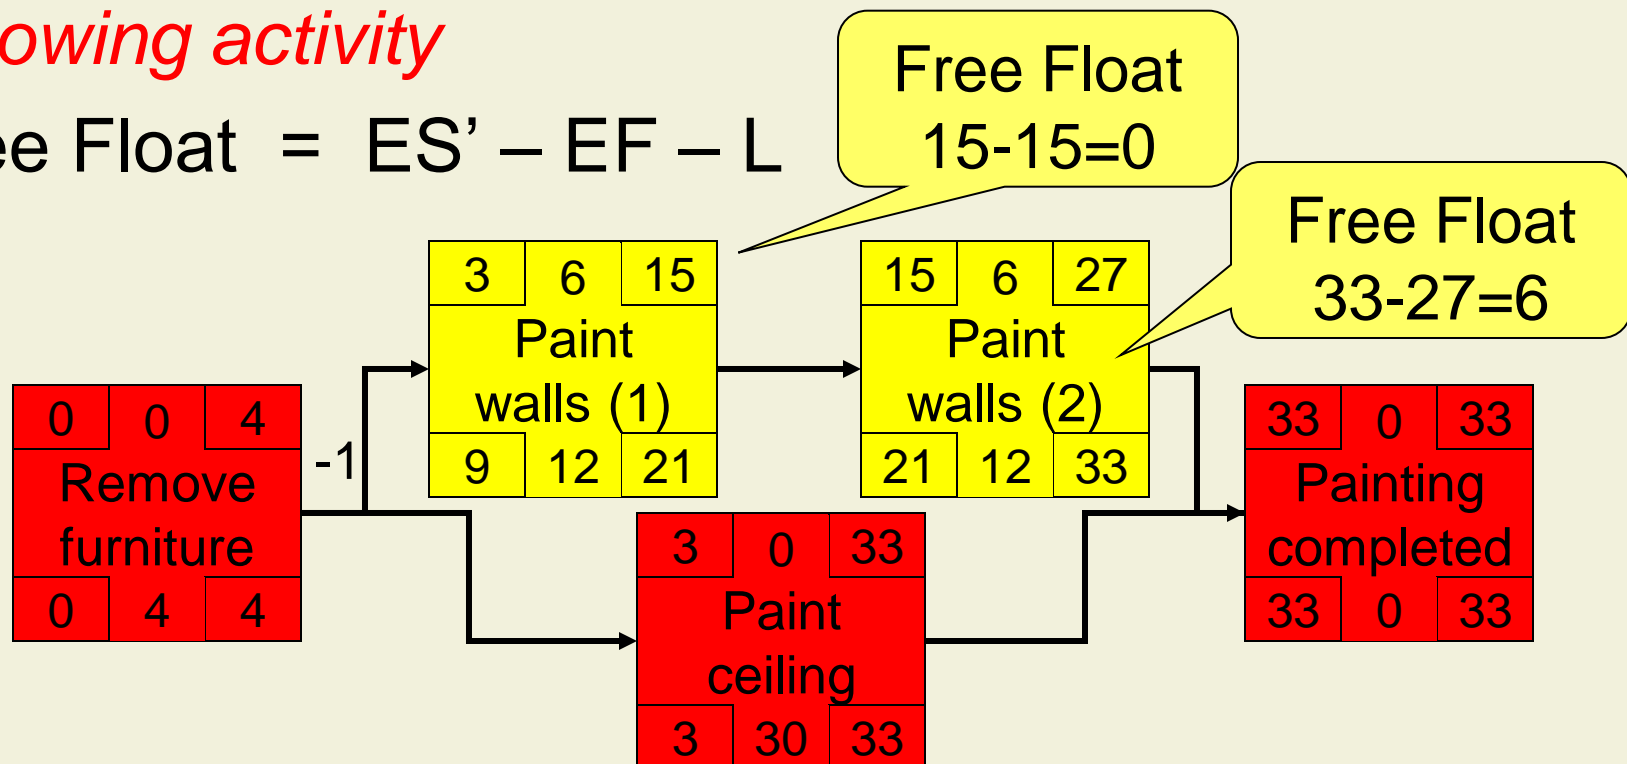 owing activity
ee Float = ES’ – EF – L
Free Float
15-15=0
Free Float
33-27=6
3 6 15
Paint
walls (1)
9 12 21
15 6 27
Paint
walls (2)
21 12 33
0 0 4
Remove
furniture
0 4 4
-1
3 0 33
Paint
ceiling
3 30 33
33 0 33
Painting
completed
33 0 33